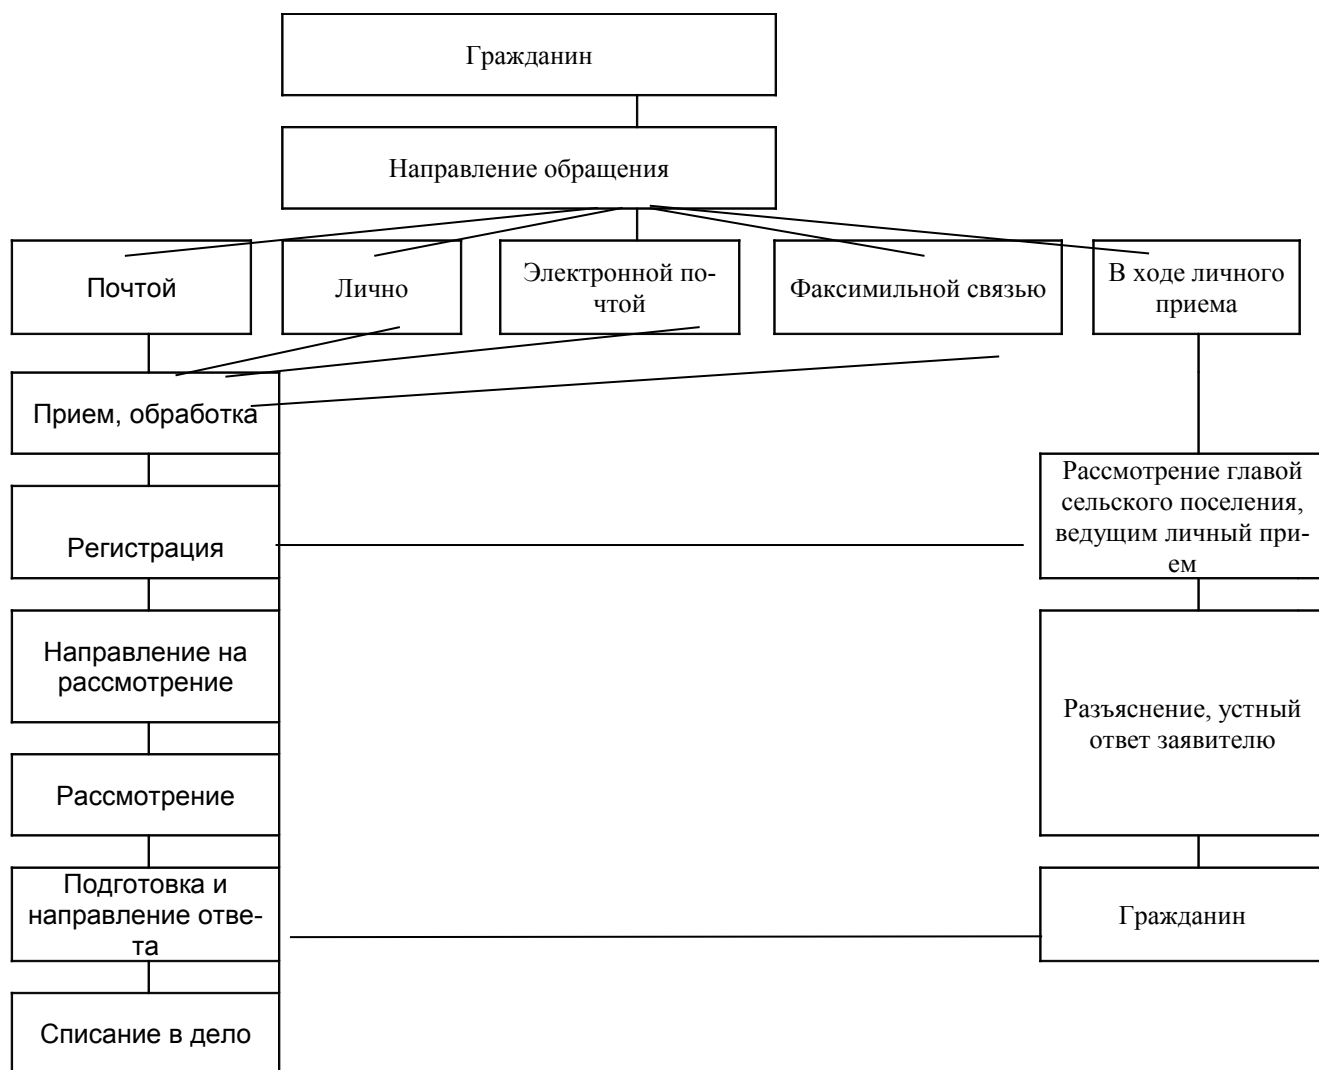 Гражданин
Направление обращения
Почтой
Лично
Электронной по-
чтой
Факсимильной связью
В ходе личного
приема
Прием, обработка
Рассмотрение главой
сельского поселения,
ведущим личный при-
ем
Регистрация
Направление на
рассмотрение
Разъяснение, устный
ответ заявителю
Рассмотрение
Подготовка и
направление отве-
та
Гражданин
Списание в дело